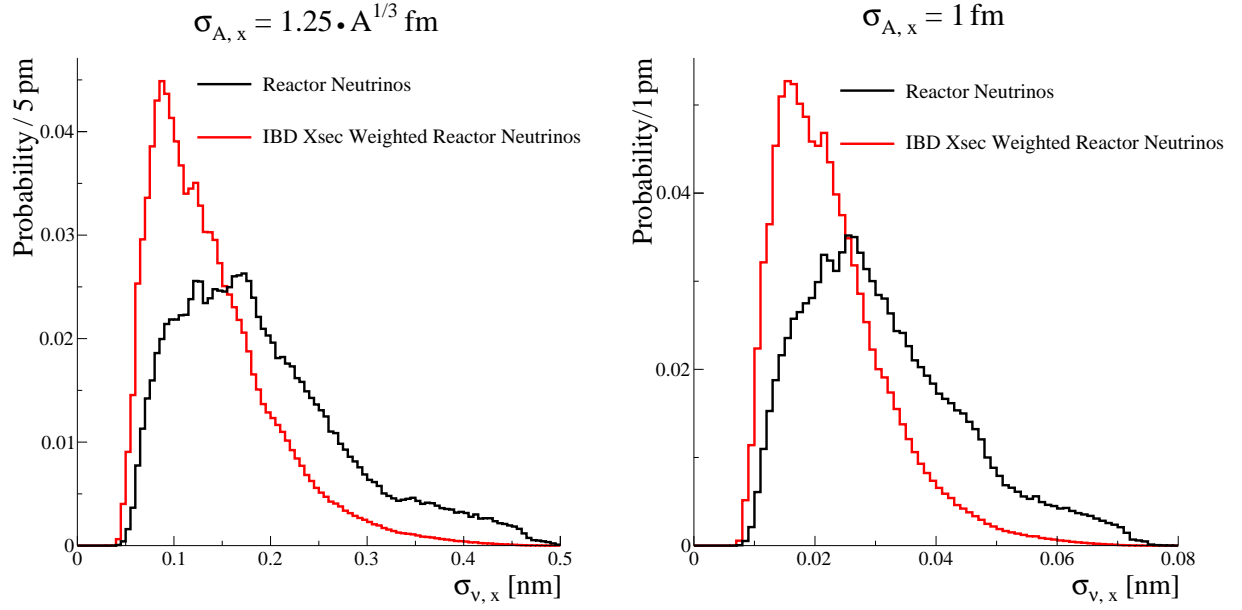 σA, x = 1.25 • A1/3 fm
Probability / 5 pm
Reactor Neutrinos
IBD Xsec Weighted Reactor Neutrinos
0.04
0.03
0.02
0.01
0
0 0.1 0.2 0.3 0.4 0.5
σν, x [nm]
σA, x = 1 fm
Probability/1pm
Reactor Neutrinos
IBD Xsec Weighted Reactor Neutrinos
0.04
0.02
0
0 0.02 0.04 0.06 0.08
σν, x [nm]